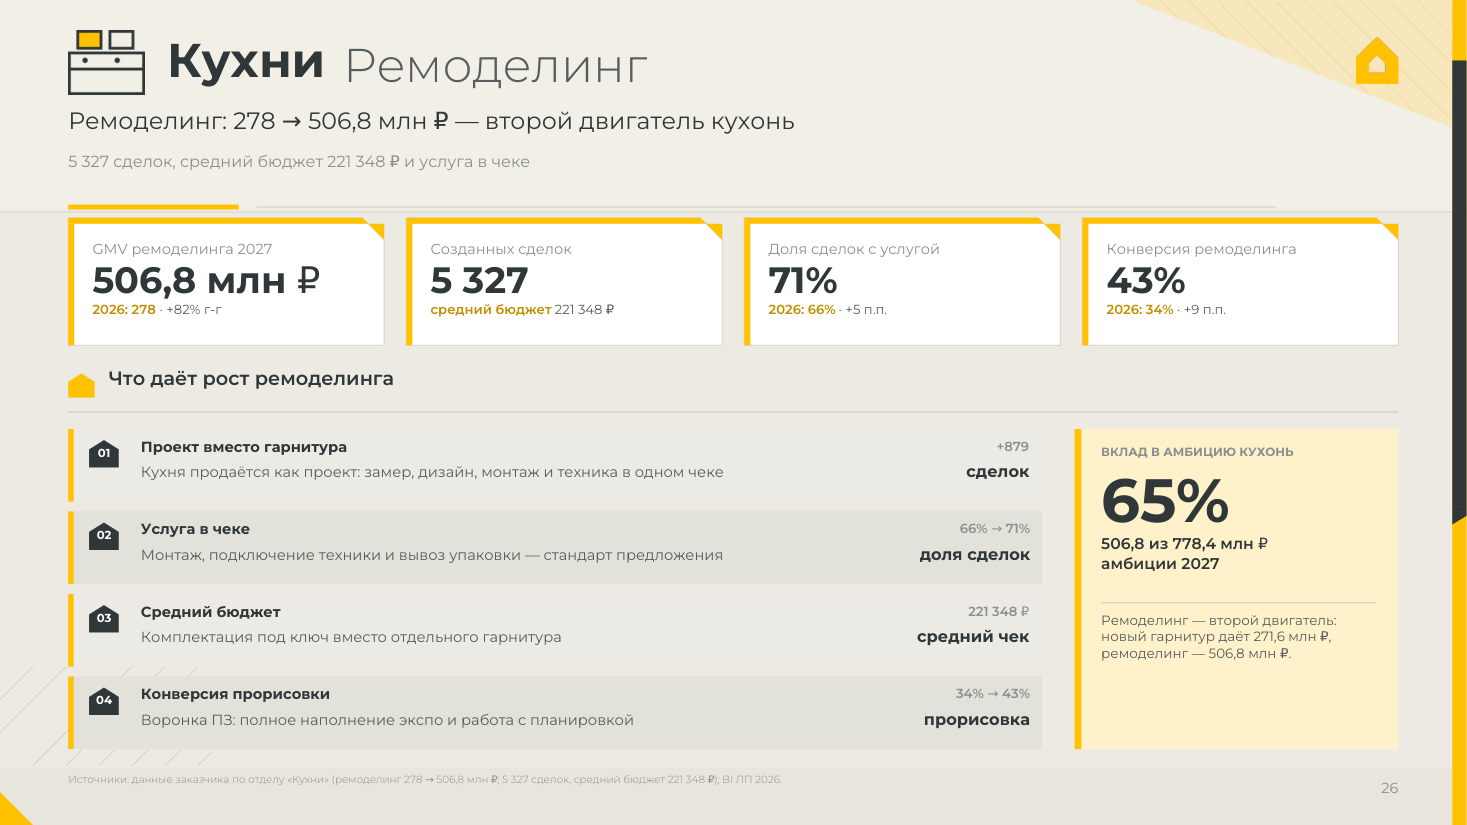 Кухни Ремоделинг
Ремоделинг: 278 → 506,8 млн ₽ — второй двигатель кухонь
5 327 сделок, средний бюджет 221 348 ₽ и услуга в чеке
GMV ремоделинга 2027
506,8 млн ₽
2026: 278 · +82% г-г
Созданных сделок
5 327
средний бюджет 221 348 ₽
Доля сделок с услугой
71%
2026: 66% · +5 п.п.
Конверсия ремоделинга
43%
2026: 34% · +9 п.п.
Что даёт рост ремоделинга
01
Проект вместо гарнитура
Кухня продаётся как проект: замер, дизайн, монтаж и техника в одном чеке
+879
сделок
02
Услуга в чеке
Монтаж, подключение техники и вывоз упаковки — стандарт предложения
66% → 71%
доля сделок
03
Средний бюджет
Комплектация под ключ вместо отдельного гарнитура
221 348 ₽
средний чек
04
Конверсия прорисовки
Воронка ПЗ: полное наполнение экспо и работа с планировкой
34% → 43%
прорисовка
ВКЛАД В АМБИЦИЮ КУХОНЬ
65%
506,8 из 778,4 млн ₽
амбиции 2027
Ремоделинг — второй двигатель:
новый гарнитур даёт 271,6 млн ₽,
ремоделинг — 506,8 млн ₽.
Источники: данные заказчика по отделу «Кухни» (ремоделинг 278 → 506,8 млн ₽; 5 327 сделок, средний бюджет 221 348 ₽); BI ЛП 2026.
26